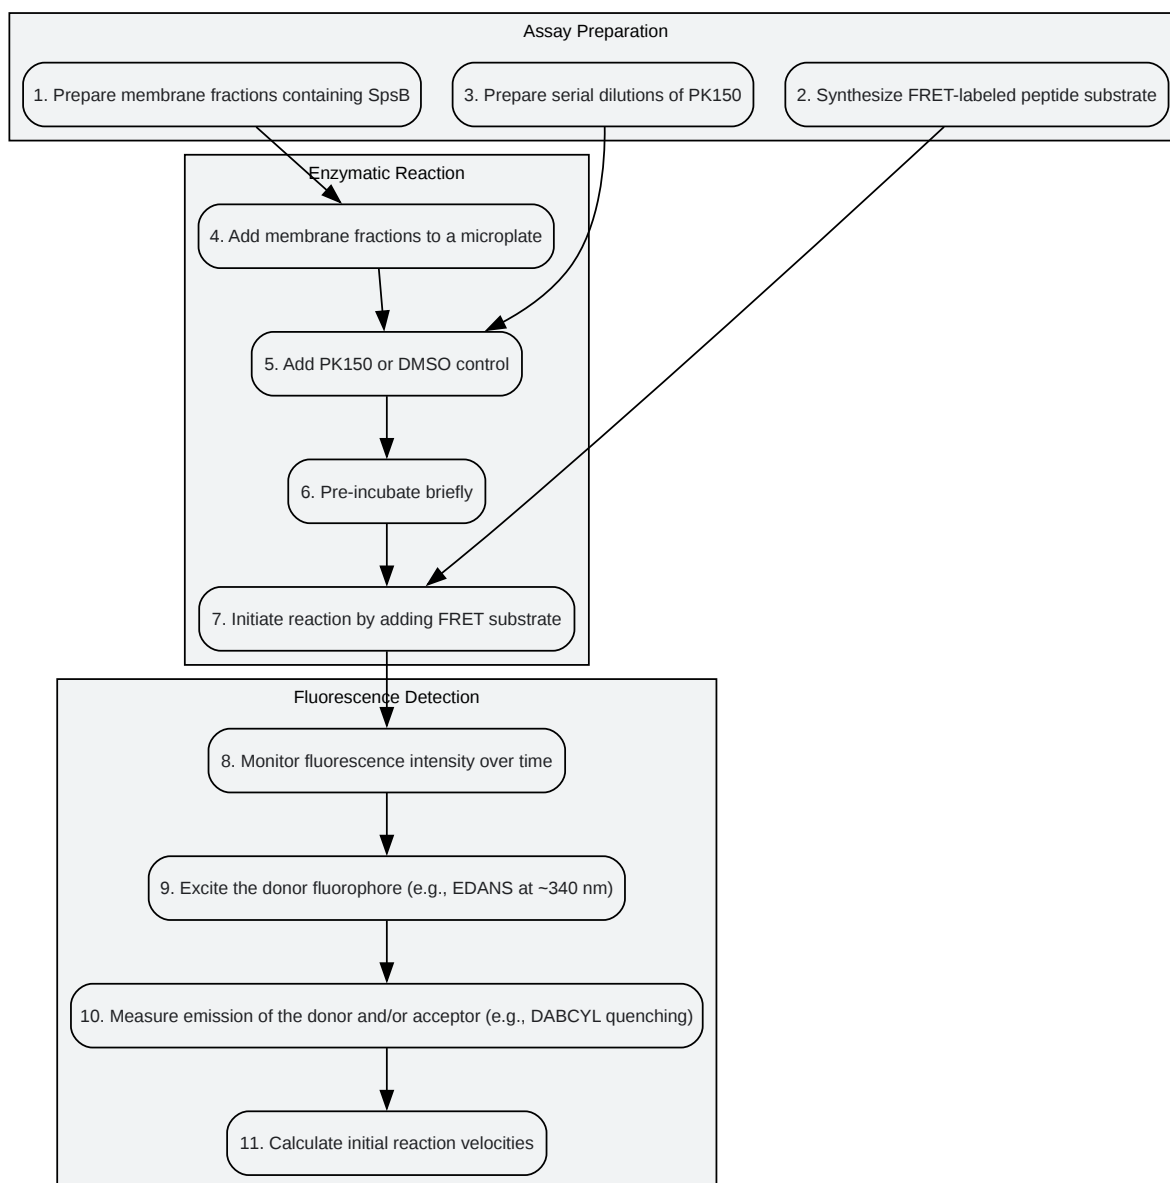 Assay Preparation
1. Prepare membrane fractions containing SpsB
3. Prepare serial dilutions of PK150
2. Synthesize FRET-labeled peptide substrate
Enzymatic Reaction
4. Add membrane fractions to a microplate
5. Add PK150 or DMSO control
6. Pre-incubate briefly
7. Initiate reaction by adding FRET substrate
Fluorescence Detection
8. Monitor fluorescence intensity over time
9. Excite the donor fluorophore (e.g., EDANS at ~340 nm)
10. Measure emission of the donor and/or acceptor (e.g., DABCYL quenching)
11. Calculate initial reaction velocities